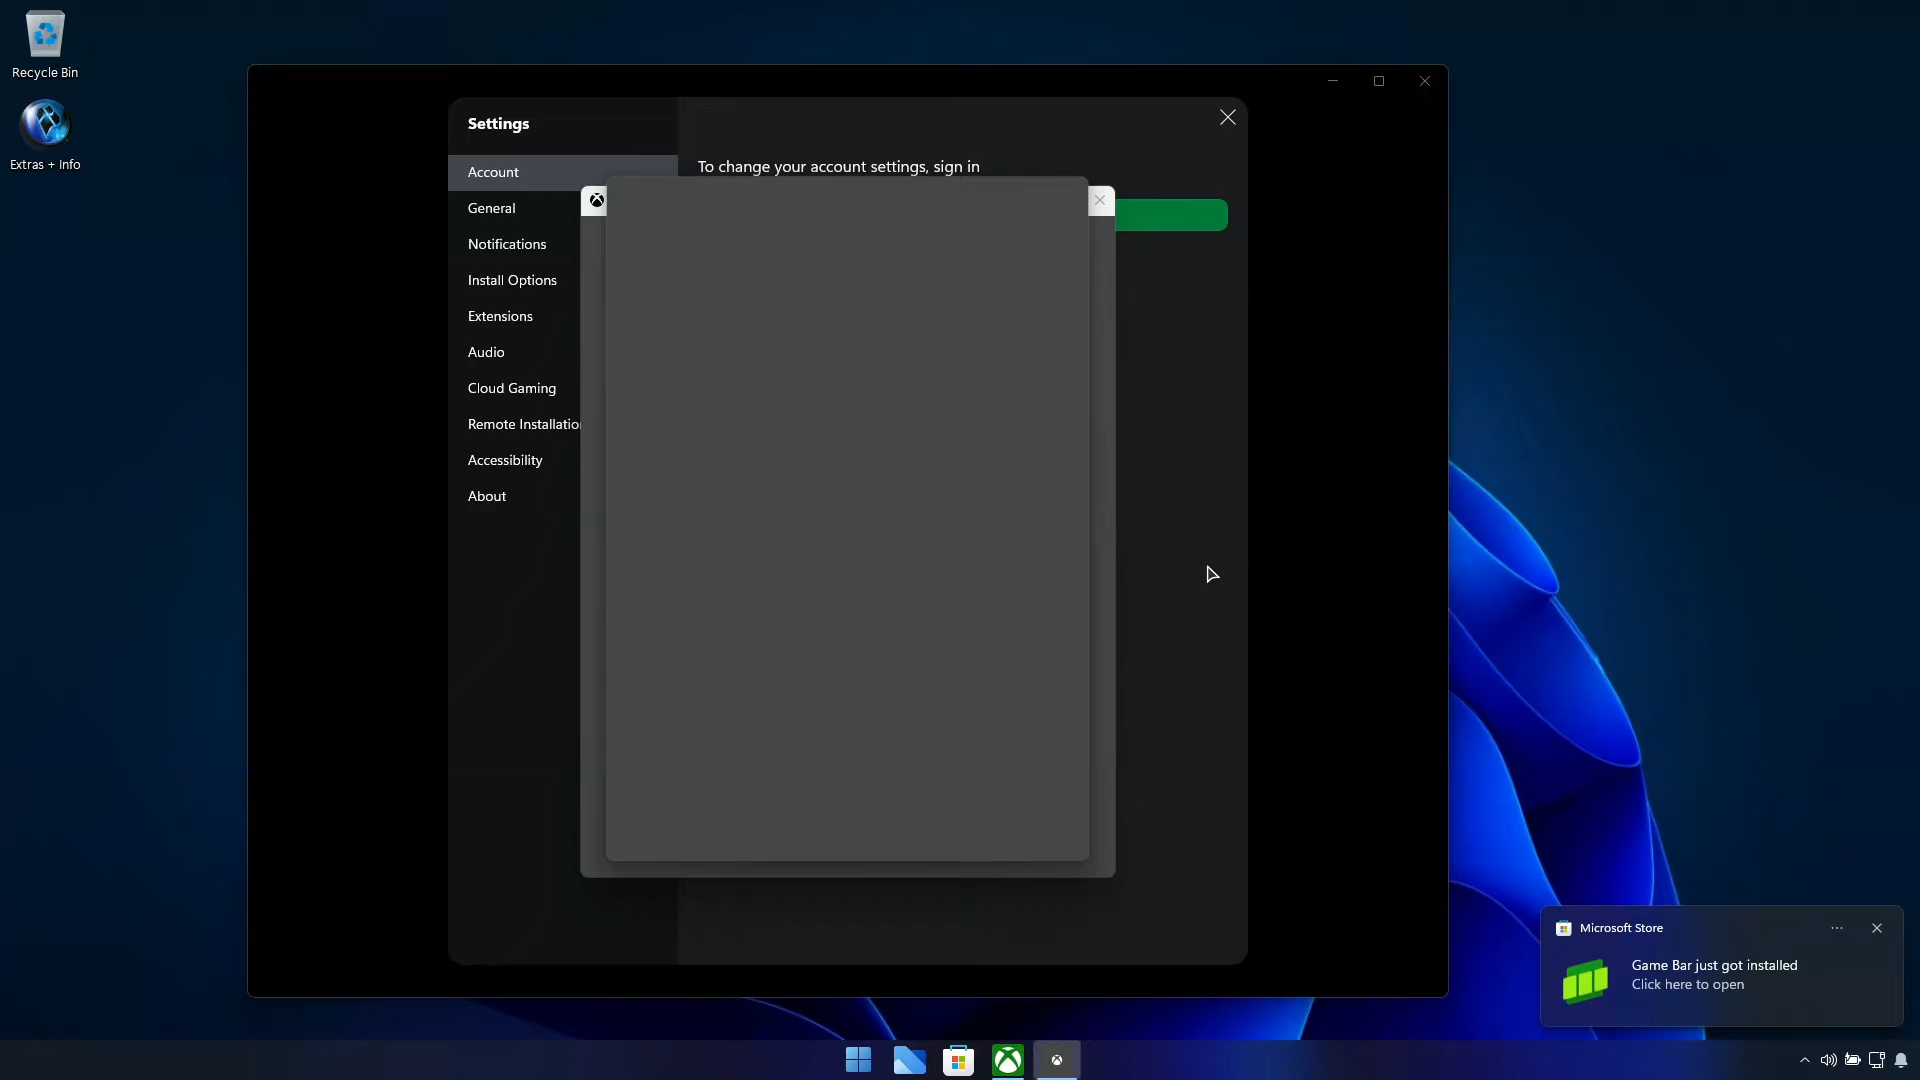 Recycle Bin
Extras + Info
Settings
Account
General
Notifications
Install Options
Extensions
Audio
Cloud Gaming
Remote Installation
Accessibility
About
To change your account settings, sign in
Microsoft Store
Game Bar just got installed
Click here to open